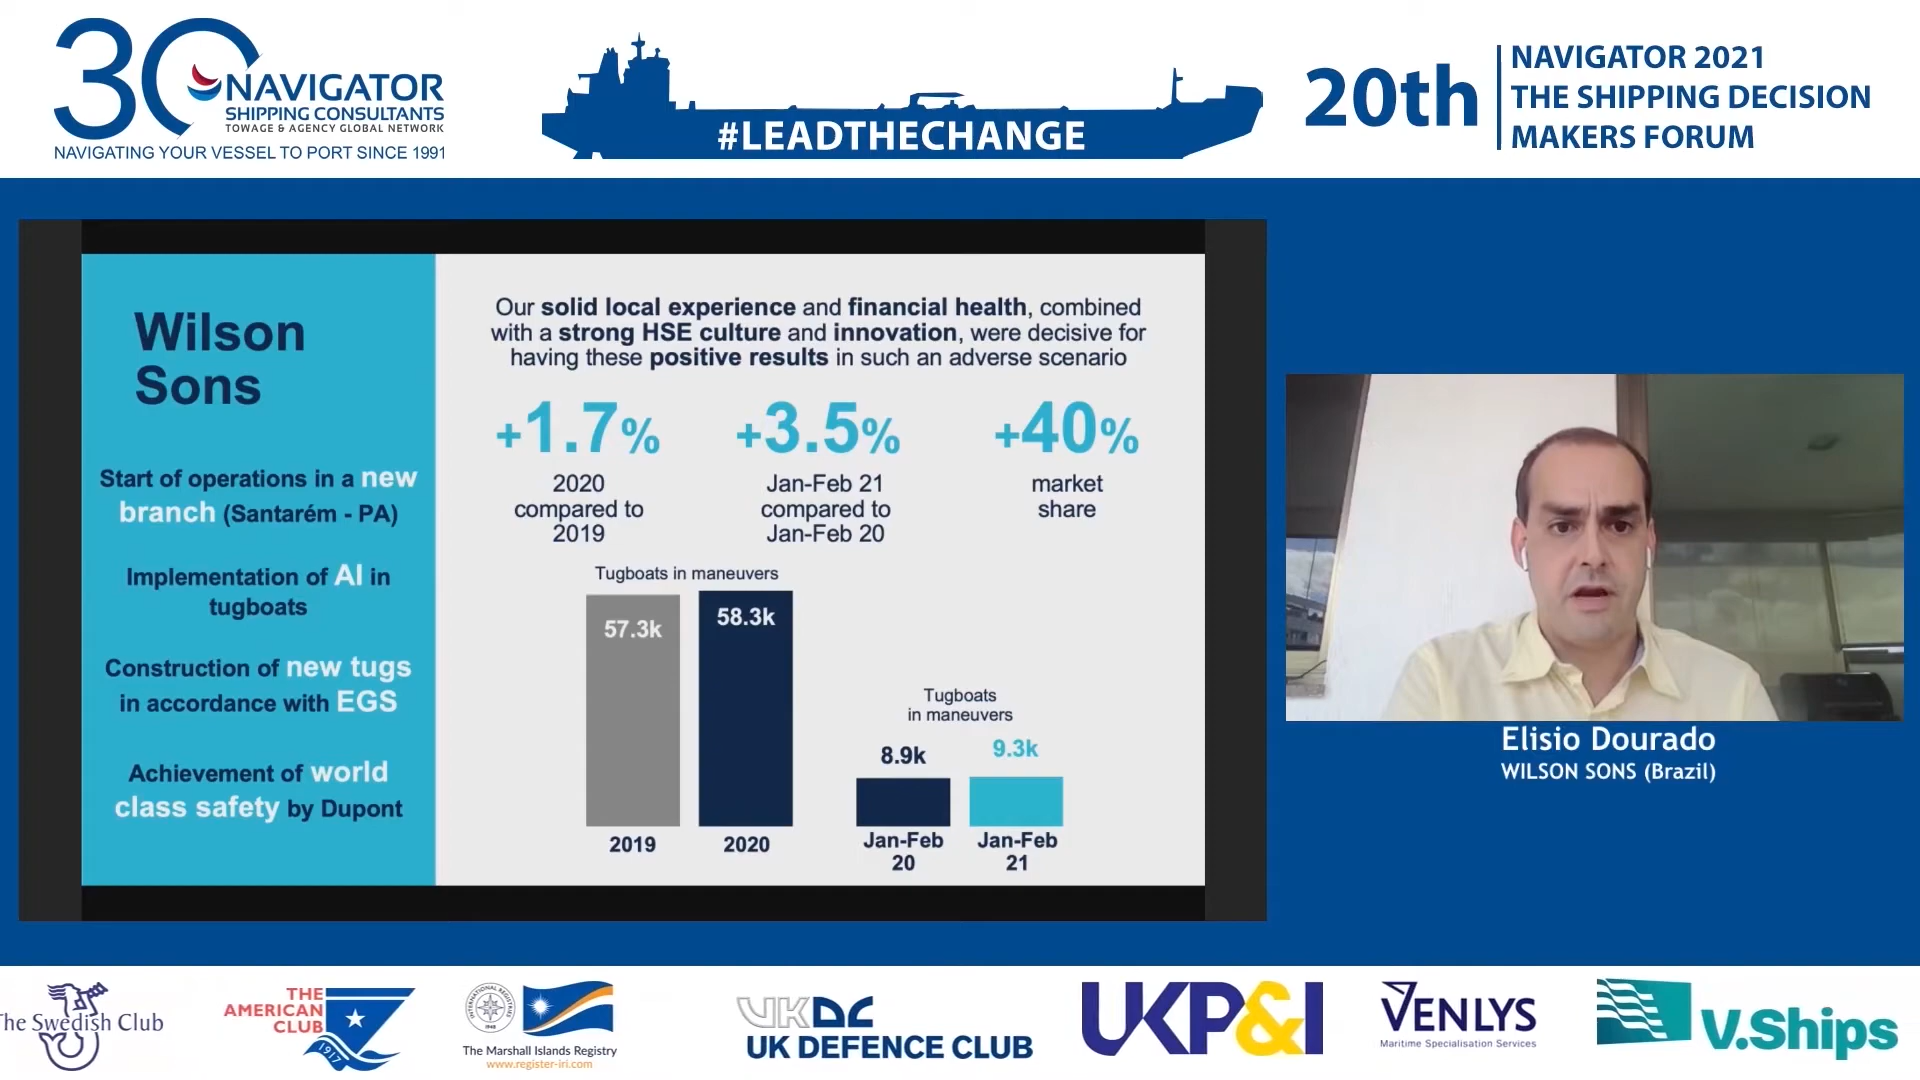 30
NAVIGATOR
SHIPPING CONSULTANTS
TOWAGE & AGENCY GLOBAL NETWORK
NAVIGATING YOUR VESSEL TO PORT SINCE 1991
#LEADTHECHANGE
20th
NAVIGATOR 2021
THE SHIPPING DECISION
MAKERS FORUM
Wilson
Sons
Start of operations in a new
branch (Santarém - PA)
Implementation of AI in
tugboats
Construction of new tugs
in accordance with EGS
Achievement of world
class safety by Dupont
Our solid local experience and financial health, combined
with a strong HSE culture and innovation, were decisive for
having these positive results in such an adverse scenario
+1.7%
2020
compared to
2019
+3.5%
Jan-Feb 21
compared to
Jan-Feb 20
+40%
market
share
Tugboats in maneuvers
57.3k
58.3k
2019
2020
Tugboats
in maneuvers
8.9k
9.3k
Jan-Feb
20
Jan-Feb
21
Elisio Dourado
WILSON SONS (Brazil)
The Swedish Club
THE
AMERICAN
CLUB
1917
The Marshall Islands Registry
www.register-iri.com
UKDC
UK DEFENCE CLUB
UKP&I
VENLYS
Maritime Specialisation Services
V.Ships